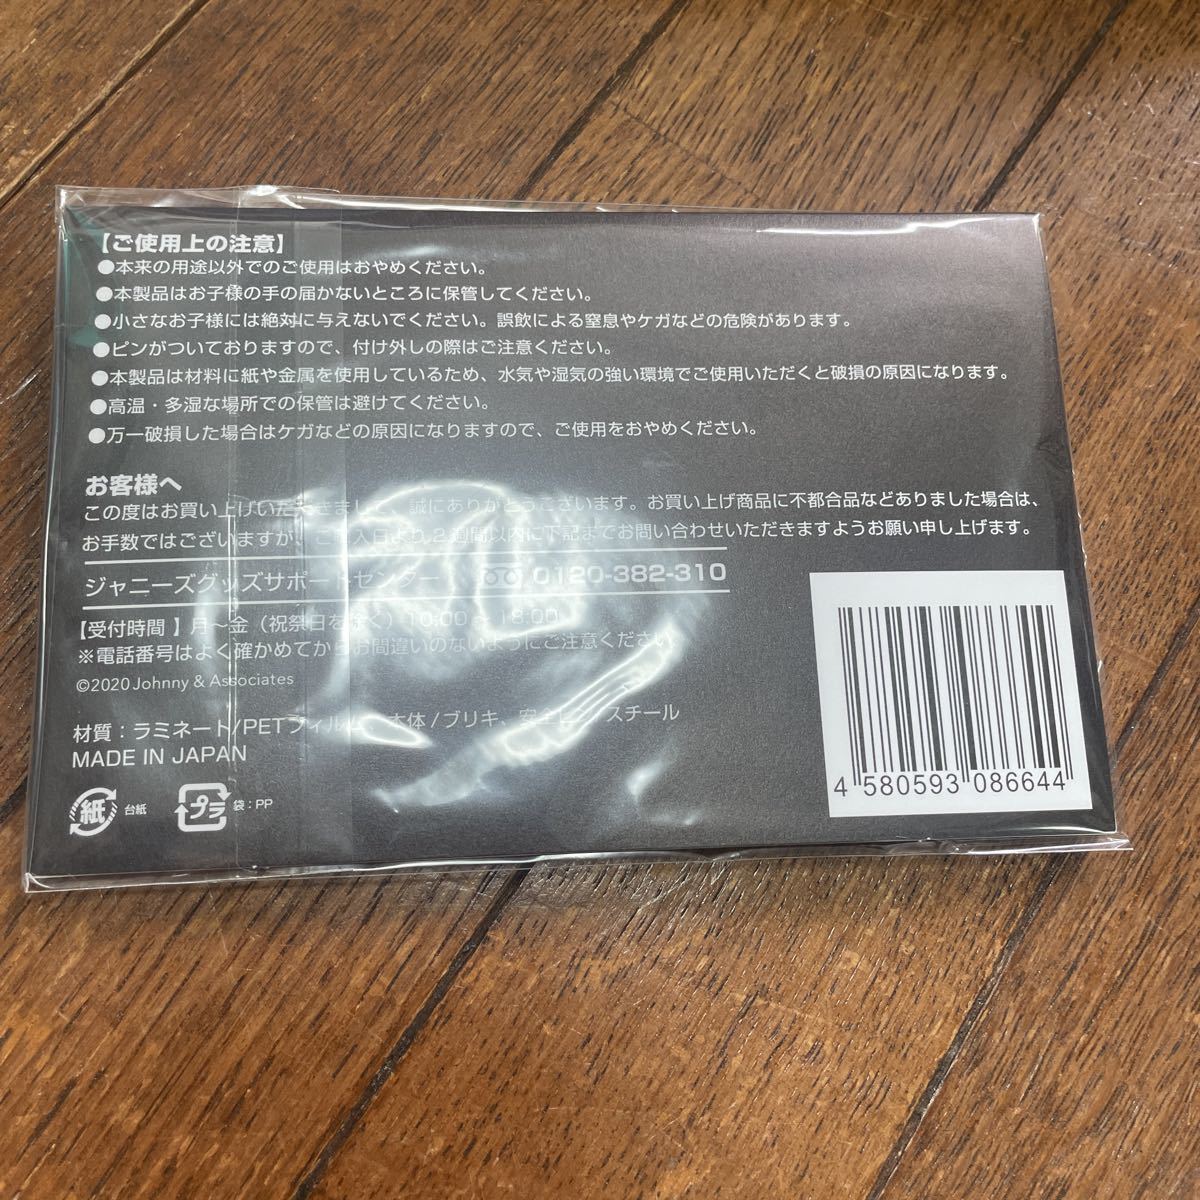 【ご使用上の注意】
●本来の用途以外でのご使用はおやめください。
●本製品はお子様の手の届かないところに保管してください。
●小さなお子様には絶対に与えないでください。誤飲による窒息やケガなどの危険があります。
●ピンがついておりますので、付け外しの際はご注意ください。
●本製品は材料に紙や金属を使用しているため、水気や湿気の強い環境でご使用いただくと破損の原因になります。
●高温・多湿な場所での保管は避けてください。
●万一破損した場合はケガなどの原因になりますので、ご使用をおやめください。
お客様へ
この度はお買い上げいただきまして、誠にありがとうございます。お買い上げ商品に不都合品などありました場合は、
お手数ではございますが、ご購入日より2週間以内に下記までお問い合わせいただきますようお願い申し上げます。
ジャニーズグッズサポートセンター 0120-382-310
【受付時間】月〜金（祝祭日を除く）10:00〜18:00
※電話番号はよく確かめてからお間違いのないようにご注意ください
©2020 Johnny & Associates
材質：ラミネート/PETフィルム、本体/ブリキ、安全ピン/スチール
MADE IN JAPAN
紙 台紙 プラ 袋：PP
4 580593 086644